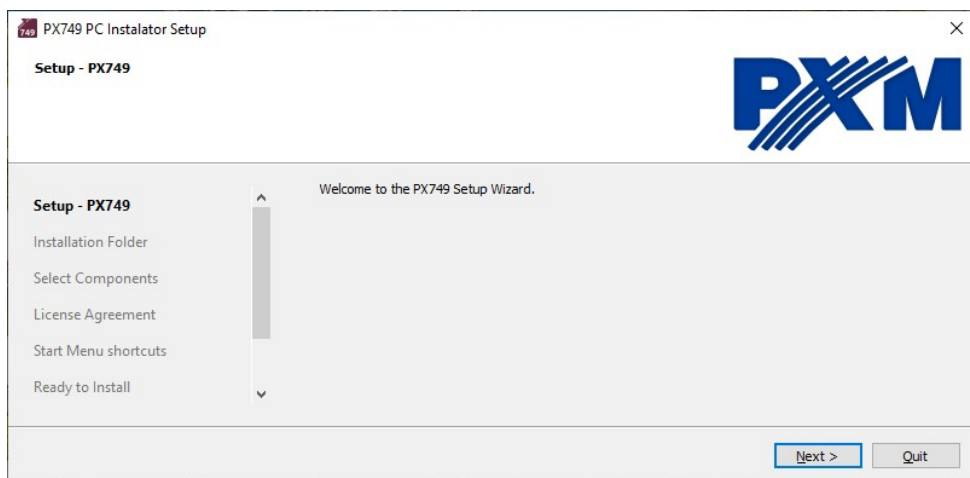 749 PX749 PC Instalator Setup
Setup - PX749
PXM
Setup - PX749
Installation Folder
Select Components
License Agreement
Start Menu shortcuts
Ready to Install
Welcome to the PX749 Setup Wizard.
Next >
Quit